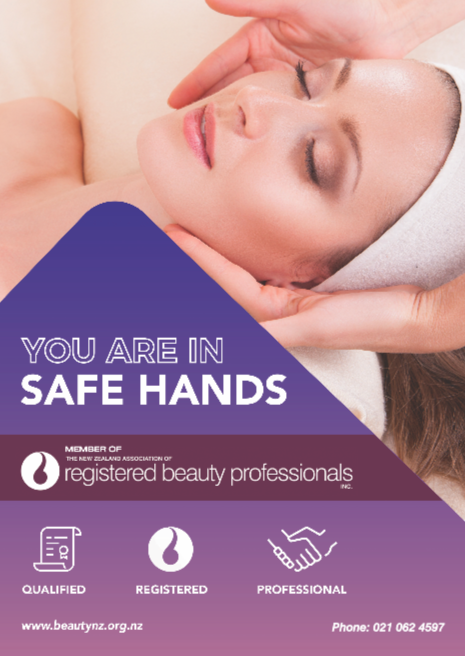 YOU ARE IN
SAFE HANDS
MEMBER OF
THE NEW ZEALAND ASSOCIATION OF
registered beauty professionals
INC.
QUALIFIED REGISTERED PROFESSIONAL
www.beautynz.org.nz Phone: 021 062 4597